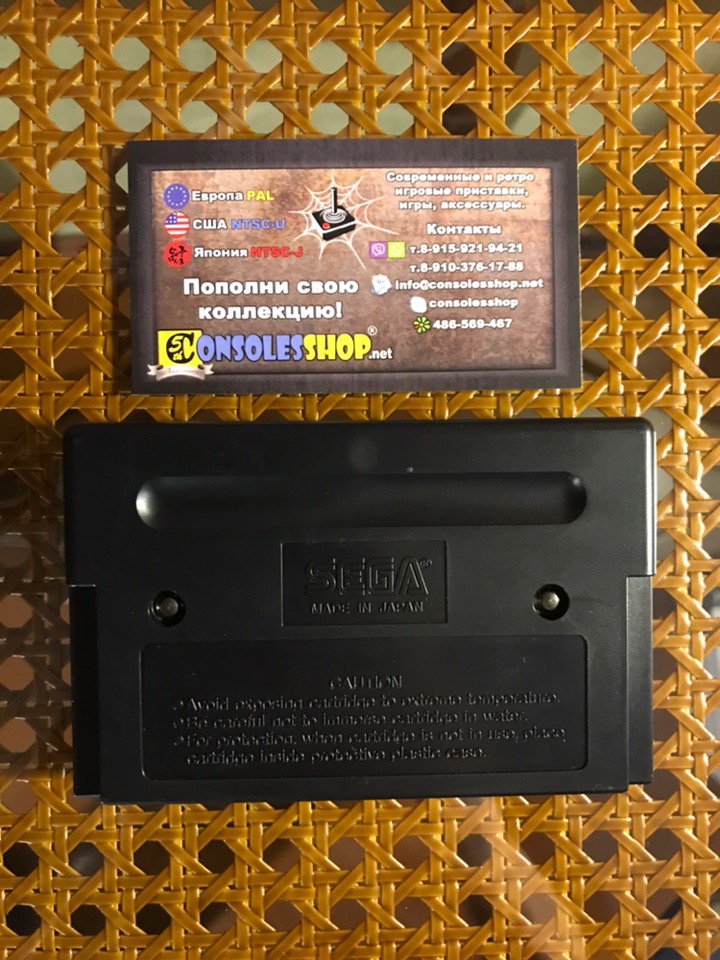 Европа PAL
США NTSC-U
Япония NTSC-J
Пополни свою
коллекцию!
CONSOLESSHOP.net
®
Современные и ретро
игровые приставки,
игры, аксессуары.
Контакты
т.8-915-921-94-21
т.8-910-376-17-88
info@consolesshop.net
consolesshop
486-569-467
SEGA
MADE IN JAPAN
CAUTION
Avoid exposing cartridge to extreme temperature.
Be careful not to immerse cartridge in water.
For protection, when cartridge is not in use, place
cartridge inside protective plastic case.